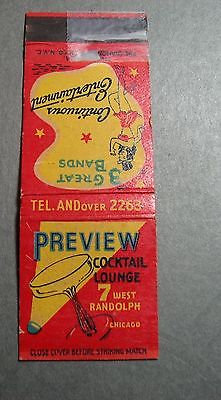 PREVIEW
COCKTAIL
LOUNGE
7 WEST
RANDOLPH
CHICAGO
CLOSE COVER BEFORE STRIKING MATCH
TEL. ANDOVER 2263
3 GREAT
BANDS
Continuous
Entertainment
N.Y.C.